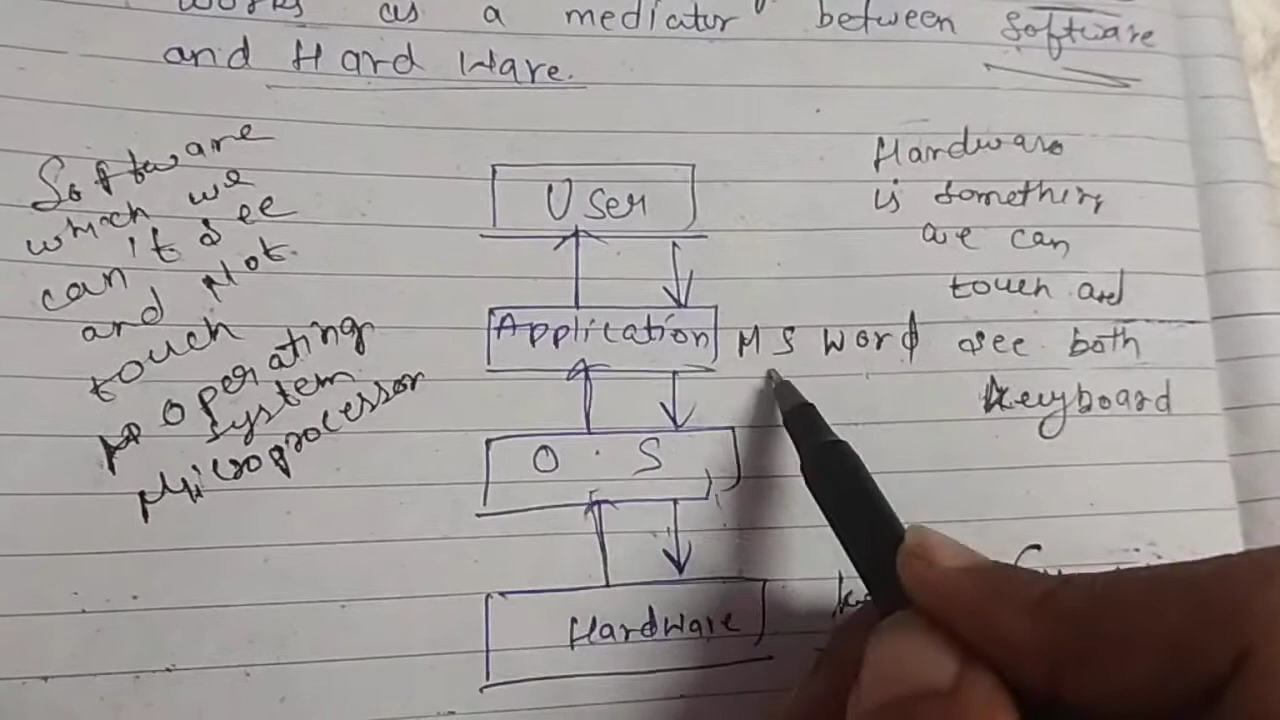 works as a mediator between Software
and Hard Ware.
Software
which we
can it see
and Not.
touch
operating
system
Microprocessor
User
Application
O.S
Hardware
MS Word
Hardware
is something
we can
touch and
see both
keyboard